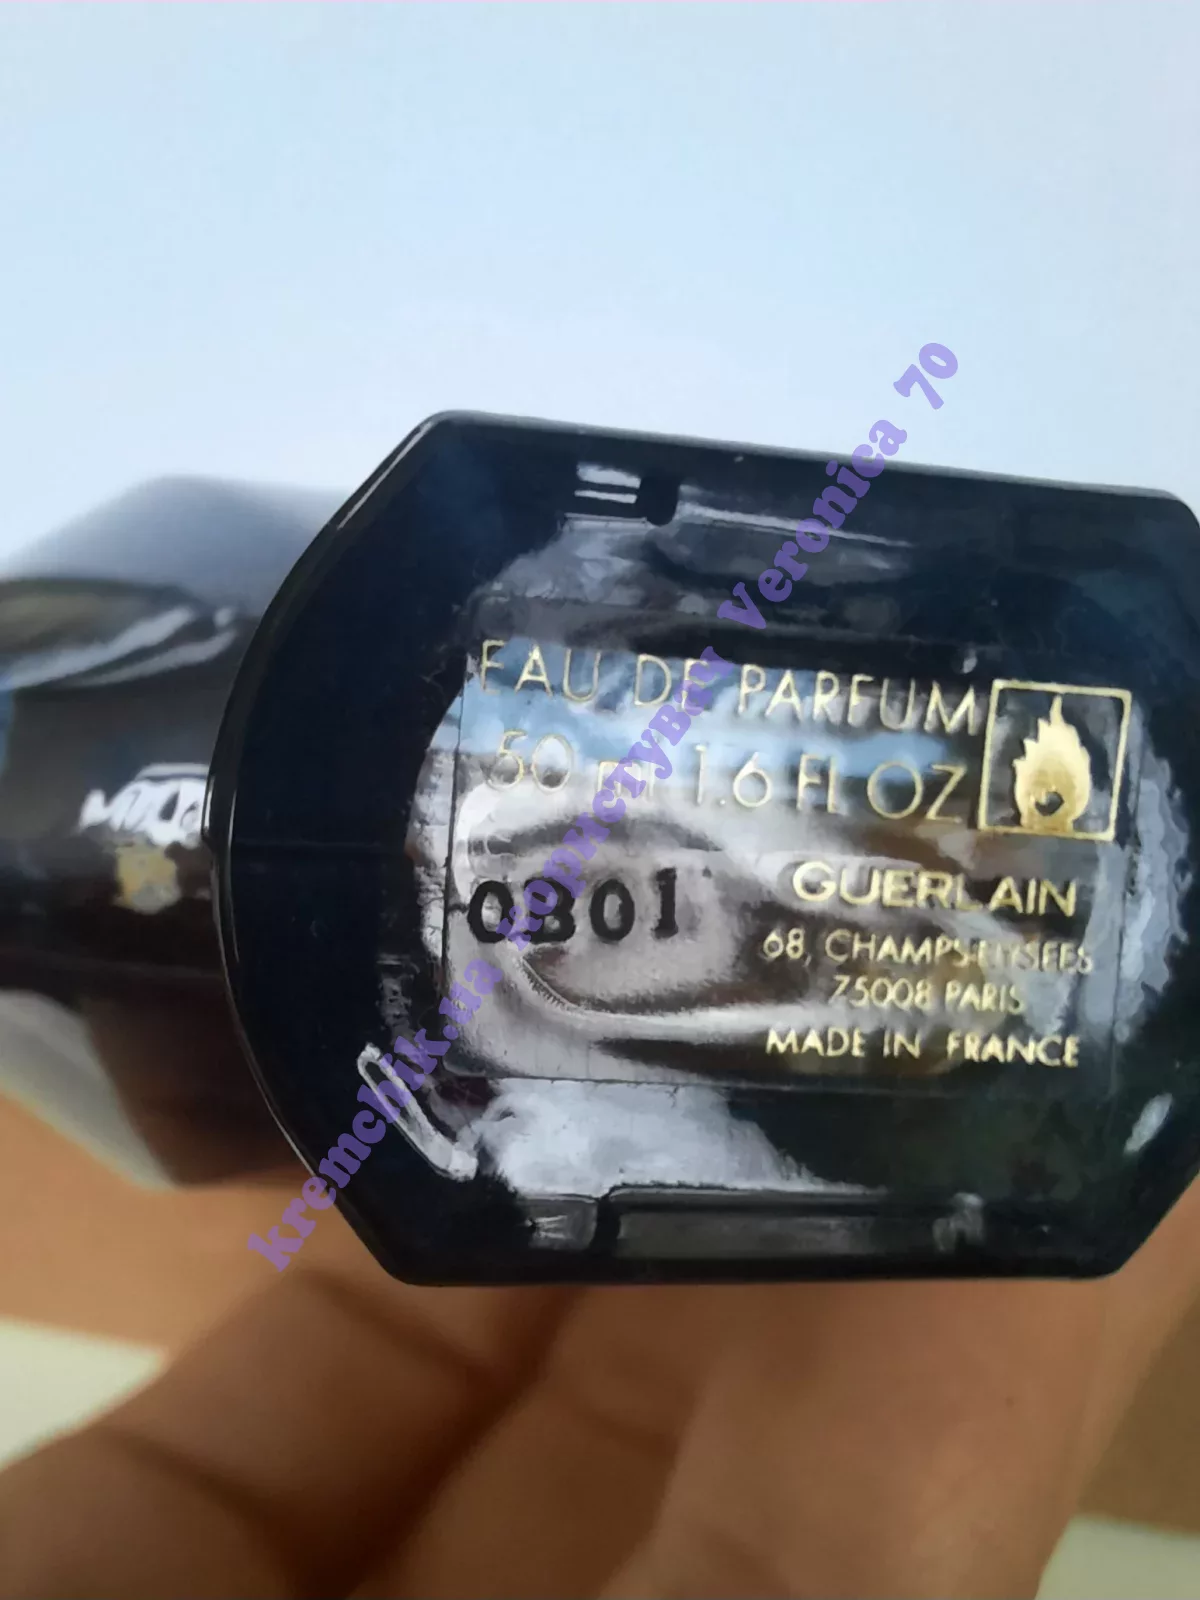 EAU DE PARFUM
50 ml 1.6 Fl OZ
0B01
GUERLAIN
68, CHAMPS-ELYSEES
75008 PARIS
MADE IN FRANCE
kremchik.ua користувач Veronica 70